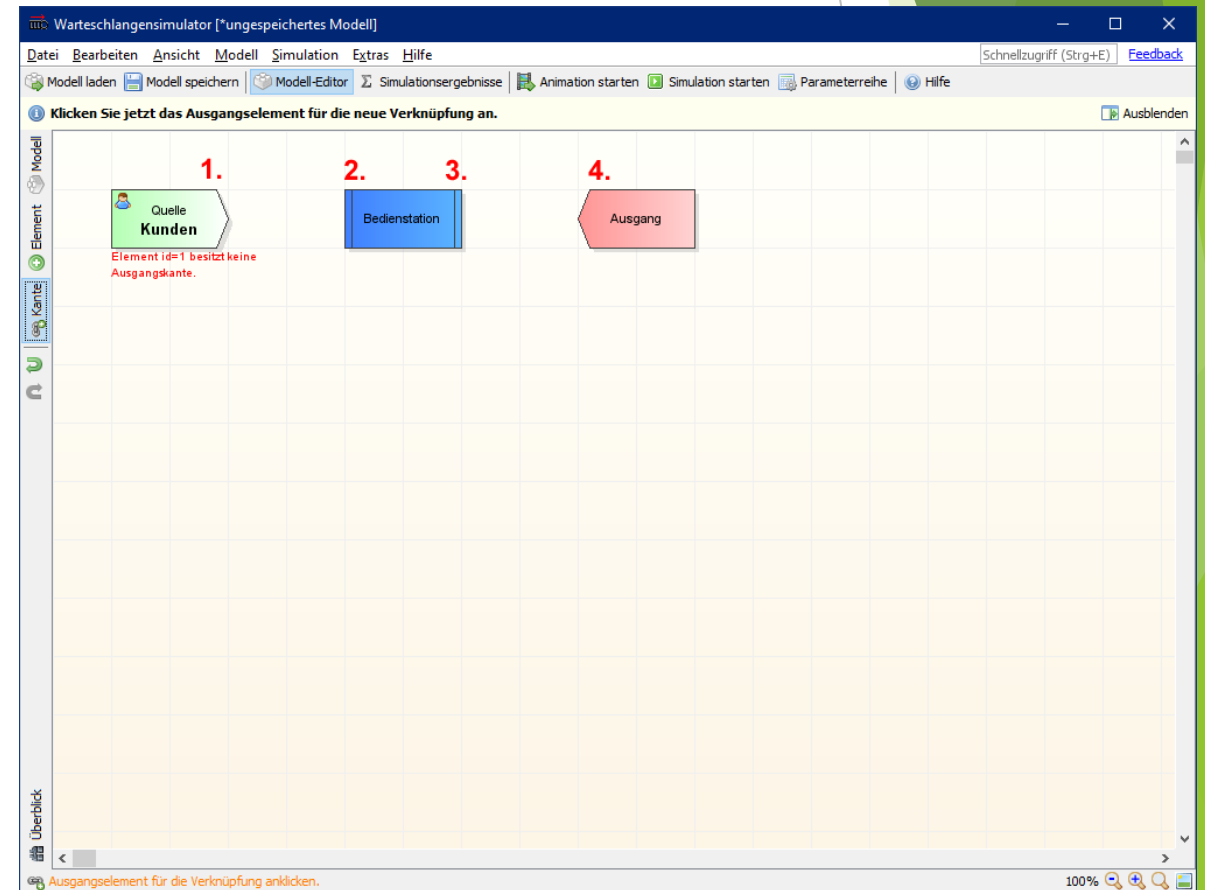 Warteschlangensimulator [*ungespeichertes Modell]
Datei Bearbeiten Ansicht Modell Simulation Extras Hilfe Schnellzugriff (Strg+E) Feedback
Modell laden Modell speichern Modell-Editor Σ Simulationsergebnisse Animation starten Simulation starten Parameterreihe Hilfe
Klicken Sie jetzt das Ausgangselement für die neue Verknüpfung an. Ausblenden
Modell
Element
Kante
1. 2. 3. 4.
Quelle
Kunden
Bedienstation
Ausgang
Element id=1 besitzt keine
Ausgangskante.
Überblick
Ausgangselement für die Verknüpfung anklicken. 100%